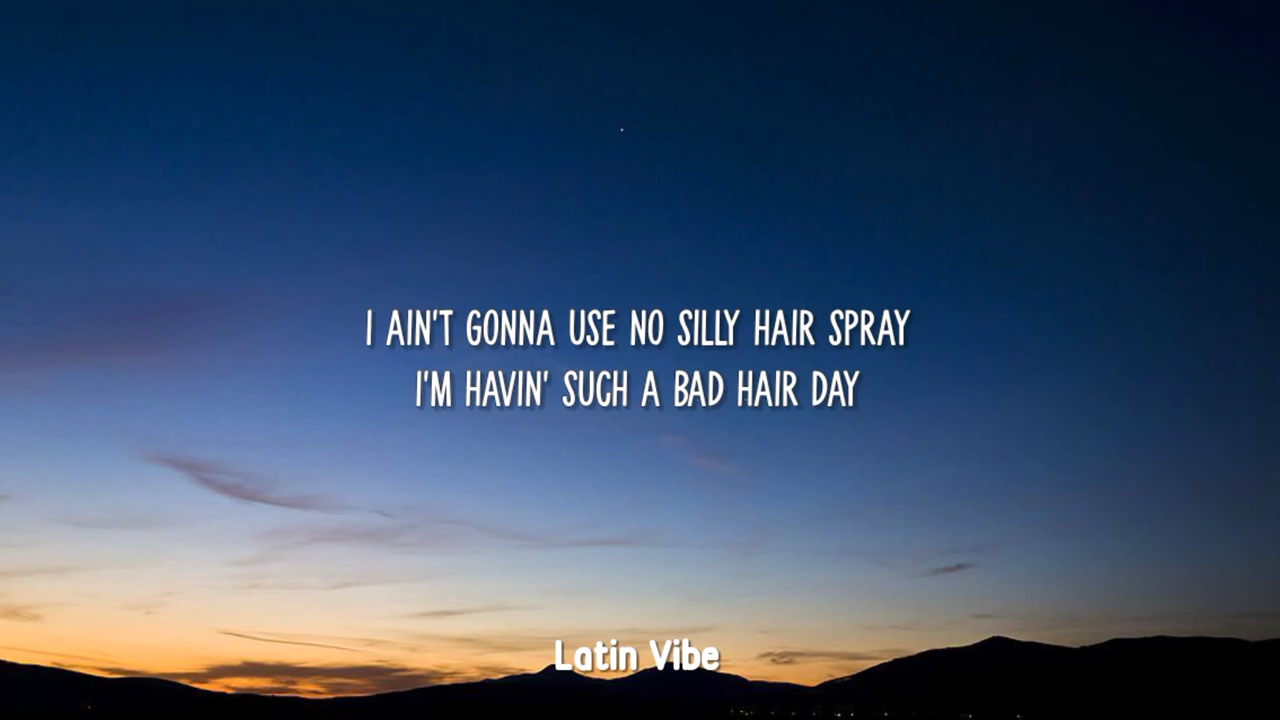 I AIN'T GONNA USE NO SILLY HAIR SPRAY
I'M HAVIN' SUCH A BAD HAIR DAY
Latin Vibe